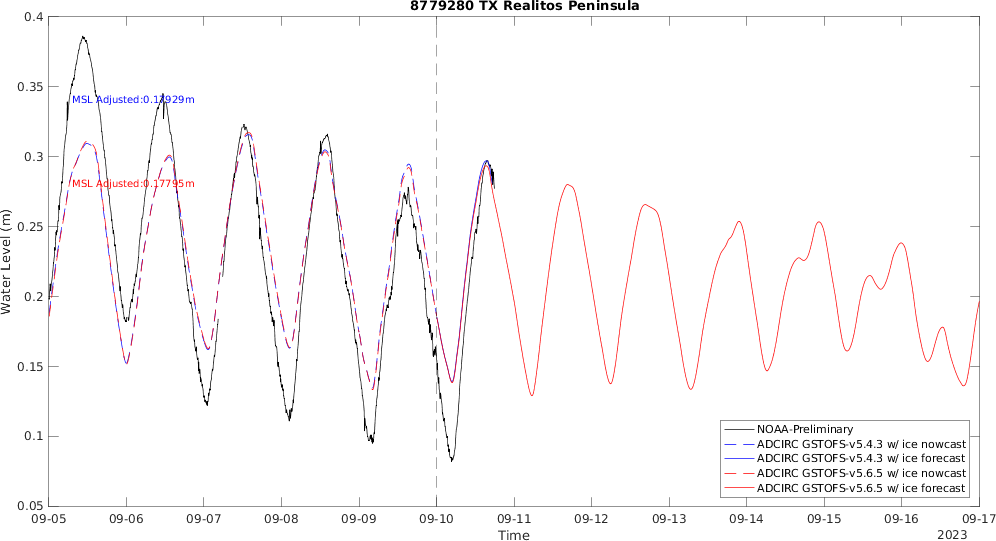 8779280 TX Realitos Peninsula
0.4
0.35
0.3
0.25
0.2
0.15
0.1
0.05
Water Level (m)
MSL Adjusted:0.17929m
MSL Adjusted:0.17795m
NOAA-Preliminary
ADCIRC GSTOFS-v5.4.3 w/ ice nowcast
ADCIRC GSTOFS-v5.4.3 w/ ice forecast
ADCIRC GSTOFS-v5.6.5 w/ ice nowcast
ADCIRC GSTOFS-v5.6.5 w/ ice forecast
09-05 09-06 09-07 09-08 09-09 09-10 09-11 09-12 09-13 09-14 09-15 09-16 09-17
Time
2023